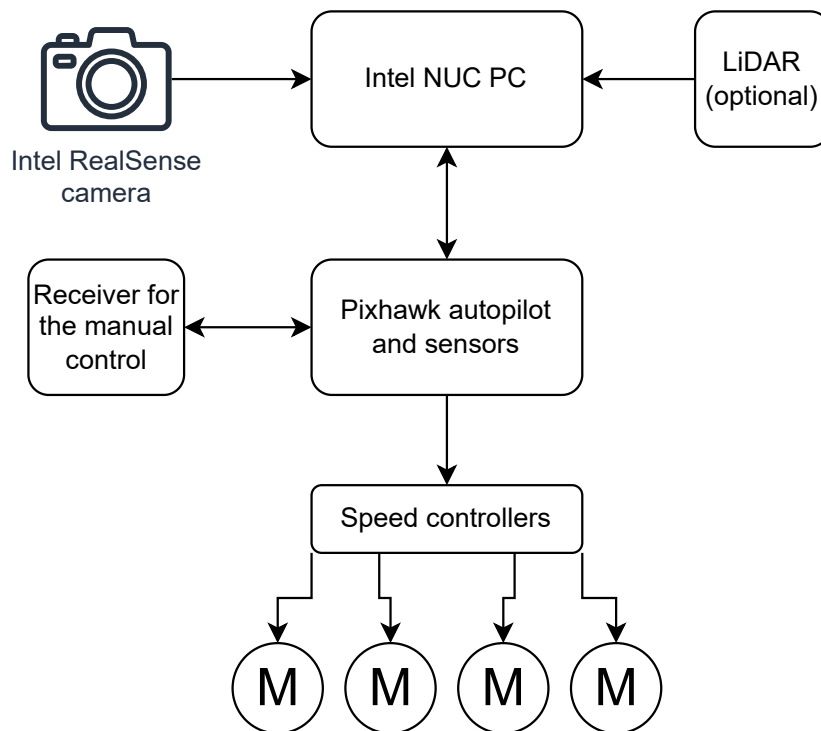 Intel NUC PC
LiDAR
(optional)
Intel RealSense
camera
Receiver for
the manual
control
Pixhawk autopilot
and sensors
Speed controllers
M
M
M
M